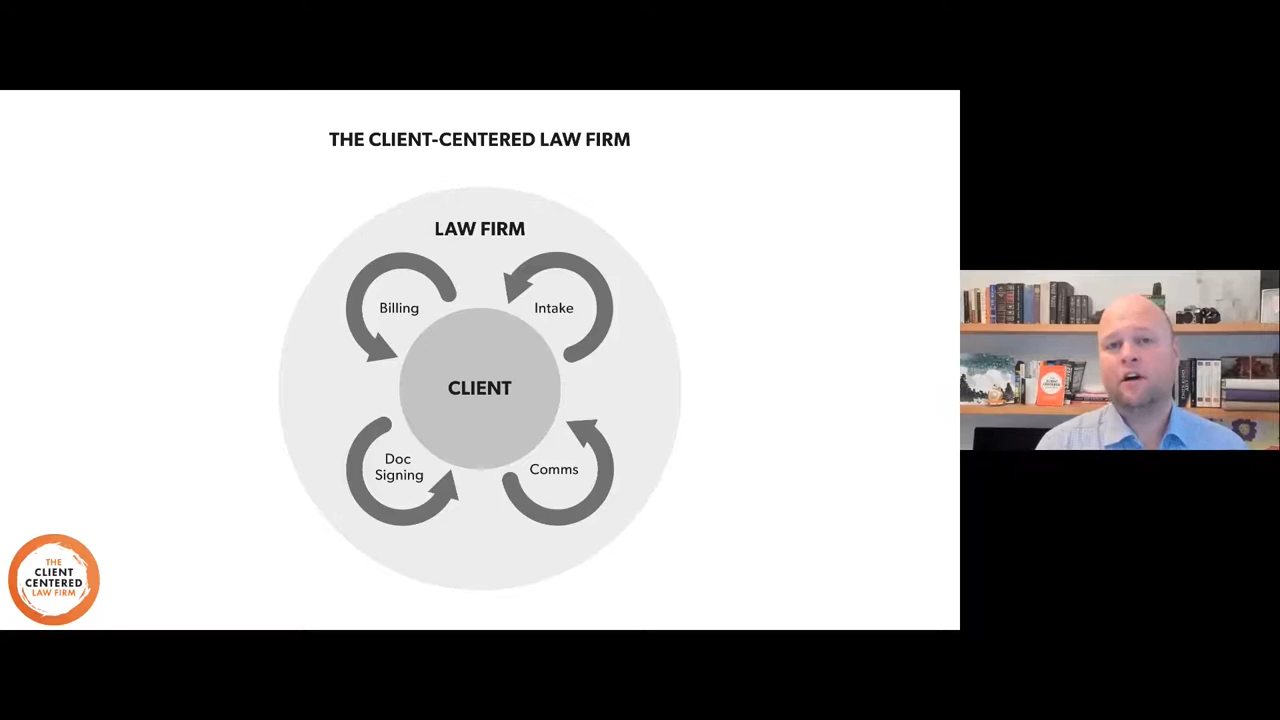 THE CLIENT-CENTERED LAW FIRM
LAW FIRM
Billing
Intake
CLIENT
Doc
Signing
Comms
THE
CLIENT
CENTERED
LAW FIRM